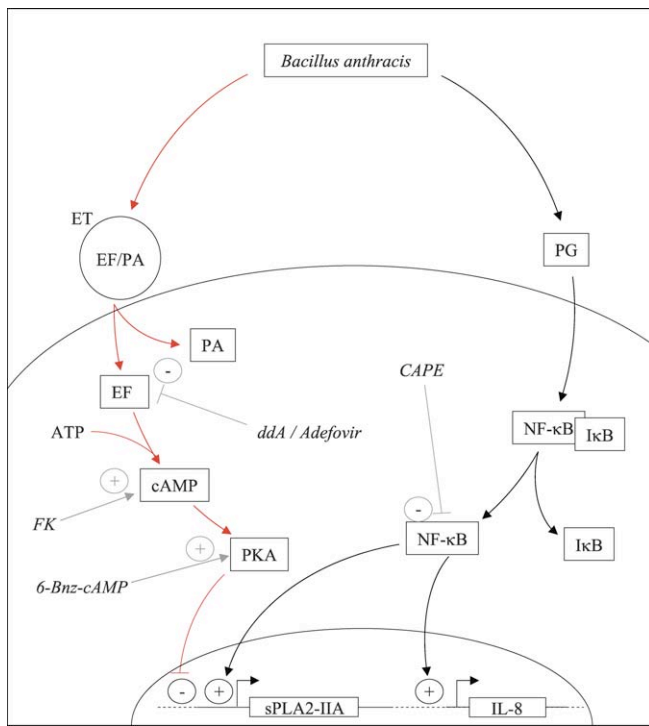 Bacillus anthracis
ET
EF/PA
PG
PA
-
EF
CAPE
ddA / Adefovir
ATP
NF-κB
IκB
+
cAMP
FK
-
NF-κB
IκB
+
PKA
6-Bnz-cAMP
-
+
+
sPLA2-IIA
IL-8